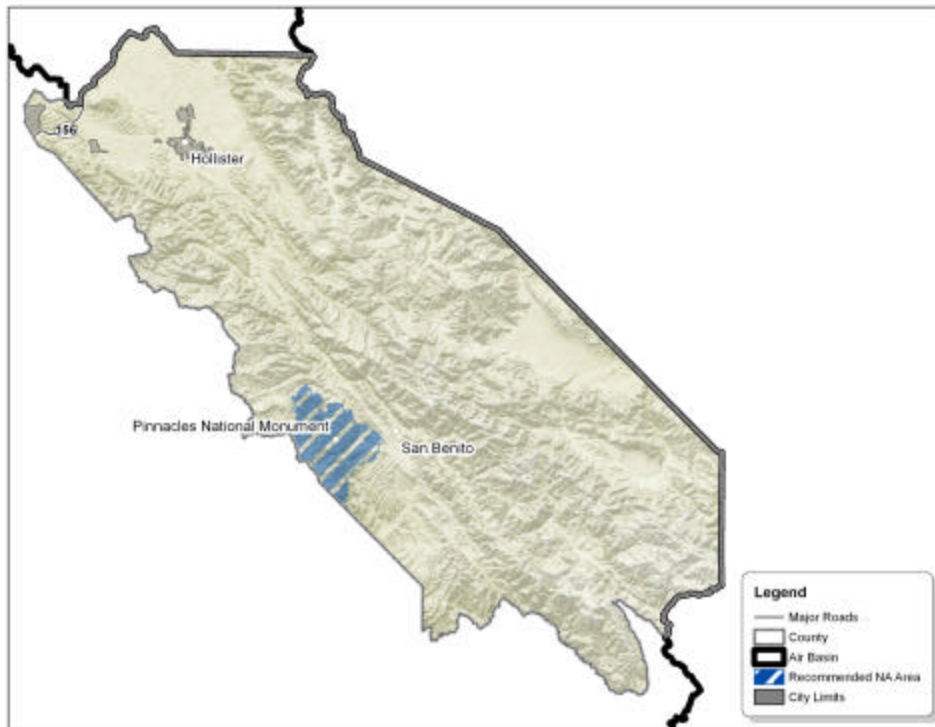 156
Hollister
Pinnacles National Monument
San Benito
Legend
Major Roads
County
Air Basin
Recommended NA Area
City Limits